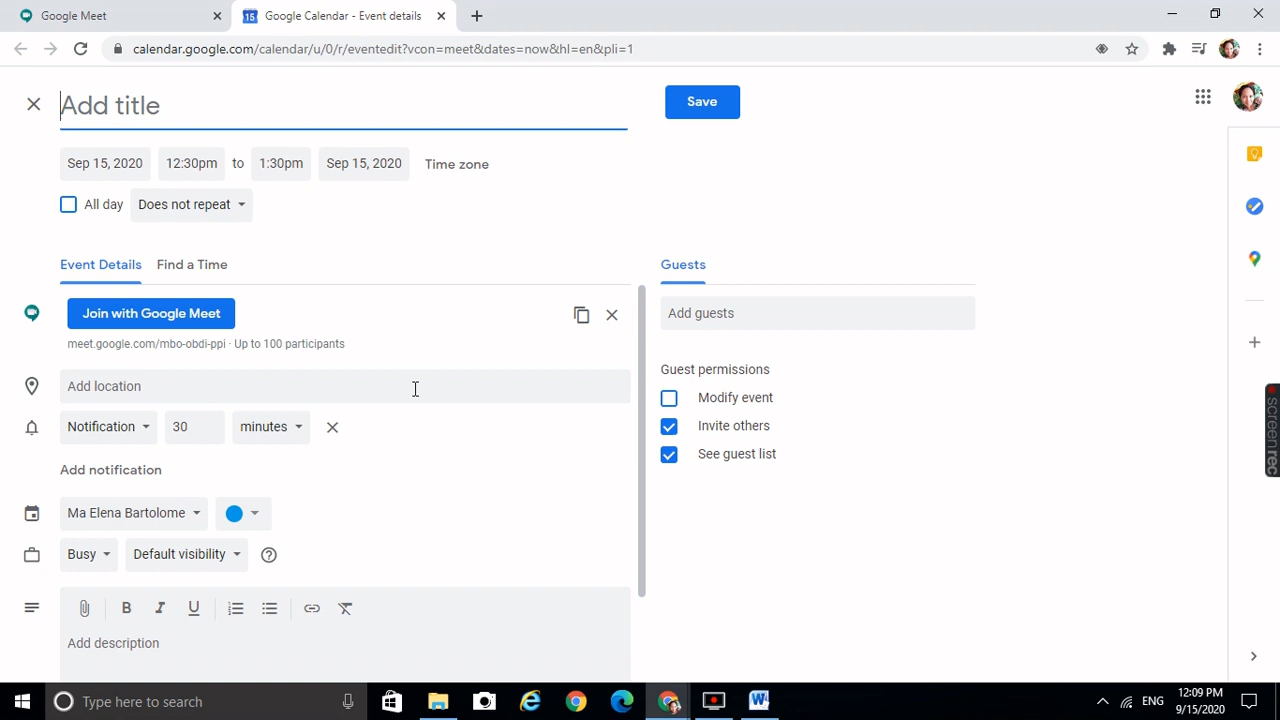 Google Meet
Google Calendar - Event details
calendar.google.com/calendar/u/0/r/eventedit?vcon=meet&dates=now&hl=en&pli=1
Add title
Save
Sep 15, 2020 12:30pm to 1:30pm Sep 15, 2020 Time zone
All day Does not repeat
Event Details Find a Time
Guests
Join with Google Meet
meet.google.com/mbo-obdi-ppi · Up to 100 participants
Add guests
Guest permissions
Add location
Modify event
Notification 30 minutes
Invite others
See guest list
Add notification
Ma Elena Bartolome
Busy Default visibility
B I U
Add description
screenrec
Type here to search
ENG
12:09 PM
9/15/2020